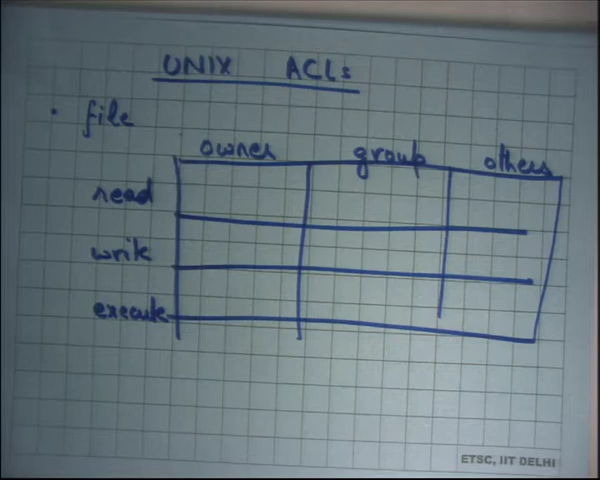 UNIX ACLs
· file
owner group others
read
write
execute
ETSC, IIT DELHI